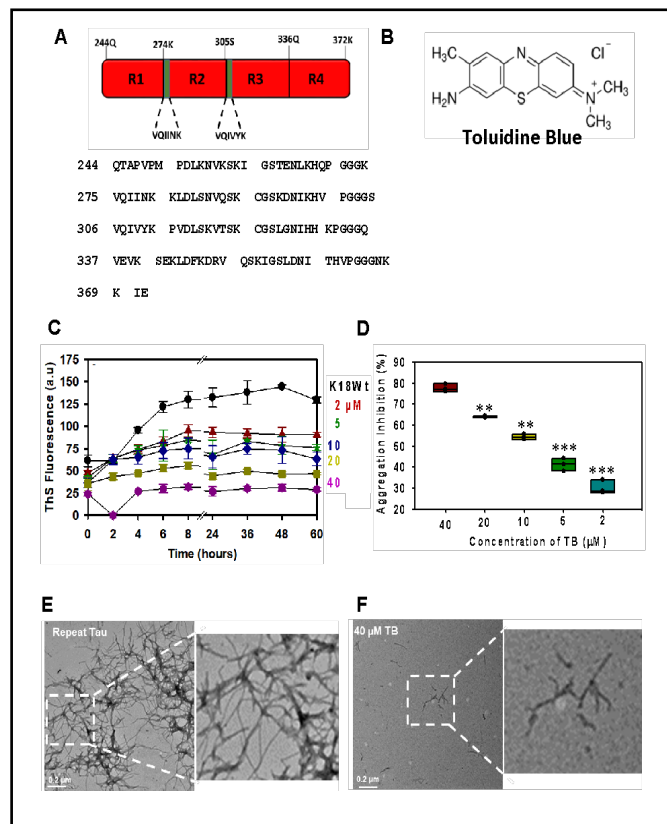 A
244Q 274K 305S 336Q 372K
R1 R2 R3 R4
VQIINK VQIVYK
B
N Cl⁻
H₃C
H₂N S N⁺ CH₃
CH₃
Toluidine Blue
244 QTAPVPM PDLKNVKSKI GSTENLKHQP GGGK
275 VQIINK KLDLSNVQSK CGSKDNIKHV PGGGS
306 VQIVYK PVDLSKVTSK CGSLGNIHH KPGGGQ
337 VEVK SEKLDFKDRV QSKIGSLDNI THVPGGGNK
369 K IE
C
ThS Fluorescence (a.u)
175
150
125
100
75
50
25
0
0 2 4 6 8 24 36 48 60
Time (hours)
K18Wt
2 µM
5
10
20
40
D
Aggregation Inhibition (%)
90
80
70
60
50
40
30
20
** ** *** ***
40 20 10 5 2
Concentration of TB (µM)
E
Repeat Tau
0.2 µm
F
40 µM TB
0.2 µm